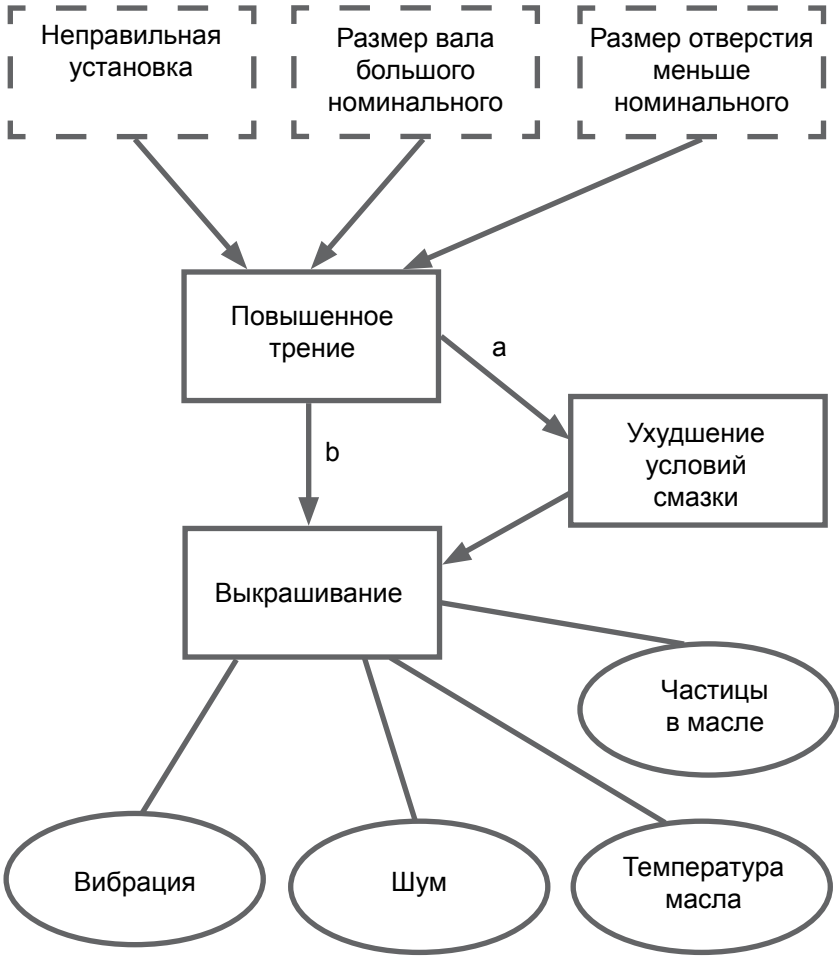 Неправильная
установка
Размер вала
большого
номинального
Размер отверстия
меньше
номинального
Повышенное
трение
a
Ухудшение
условий
смазки
b
Выкрашивание
Частицы
в масле
Вибрация
Шум
Температура
масла